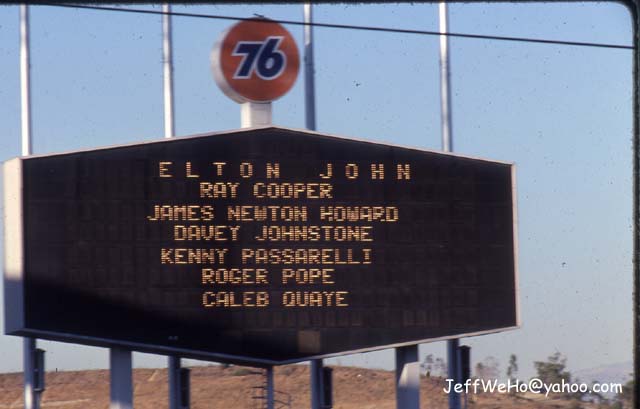 76
ELTON JOHN
RAY COOPER
JAMES NEWTON HOWARD
DAVEY JOHNSTONE
KENNY PASSARELLI
ROGER POPE
CALEB QUAYE
JeffWeHo@yahoo.com